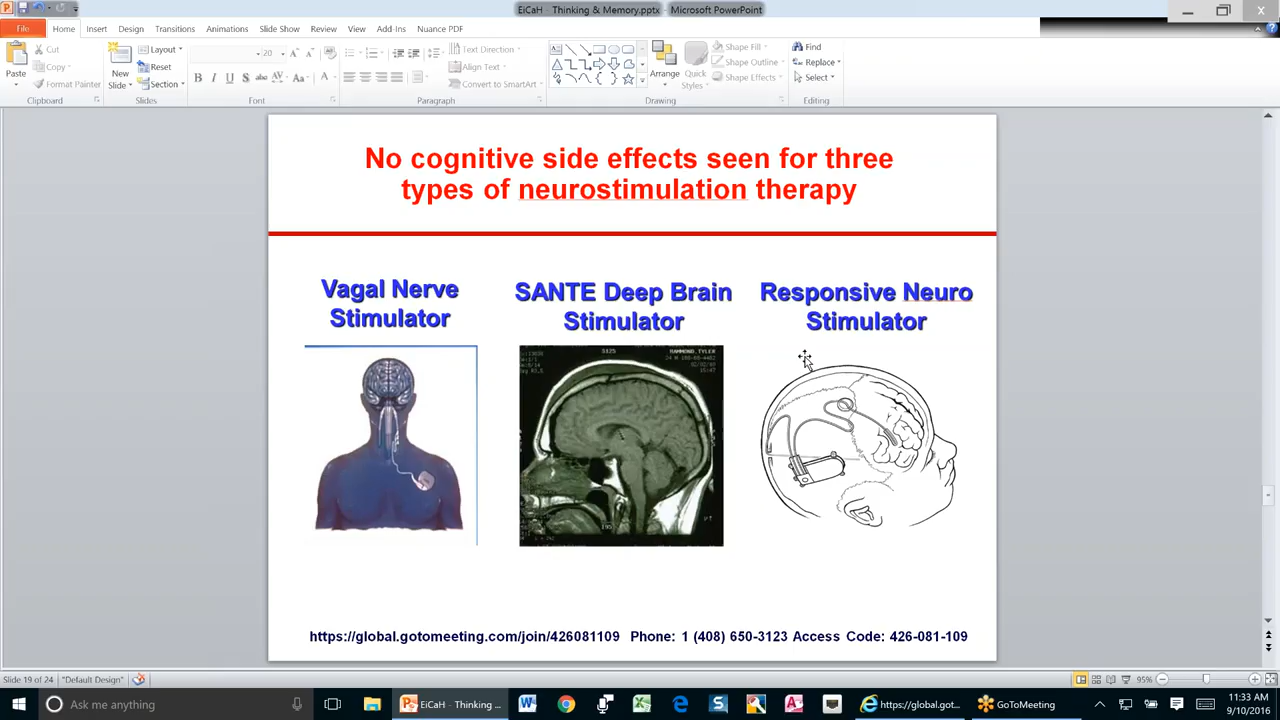 EiCaH - Thinking & Memory.pptx - Microsoft PowerPoint
File Home Insert Design Transitions Animations Slide Show Review View Add-Ins Nuance PDF
Paste
Cut
Copy
Format Painter
Clipboard
New
Slide
Layout
Reset
Section
Slides
20
B I U S abc AV Aa A
Font
Text Direction
Align Text
Convert to SmartArt
Paragraph
Arrange
Quick
Styles
Shape Fill
Shape Outline
Shape Effects
Drawing
Find
Replace
Select
Editing
No cognitive side effects seen for three
types of neurostimulation therapy
Vagal Nerve
Stimulator
SANTE Deep Brain
Stimulator
Responsive Neuro
Stimulator
https://global.gotomeeting.com/join/426081109 Phone: 1 (408) 650-3123 Access Code: 426-081-109
Slide 19 of 24 "Default Design" 95%
Ask me anything
EiCaH - Thinking ...
https://global.got...
GoToMeeting
11:33 AM
9/10/2016